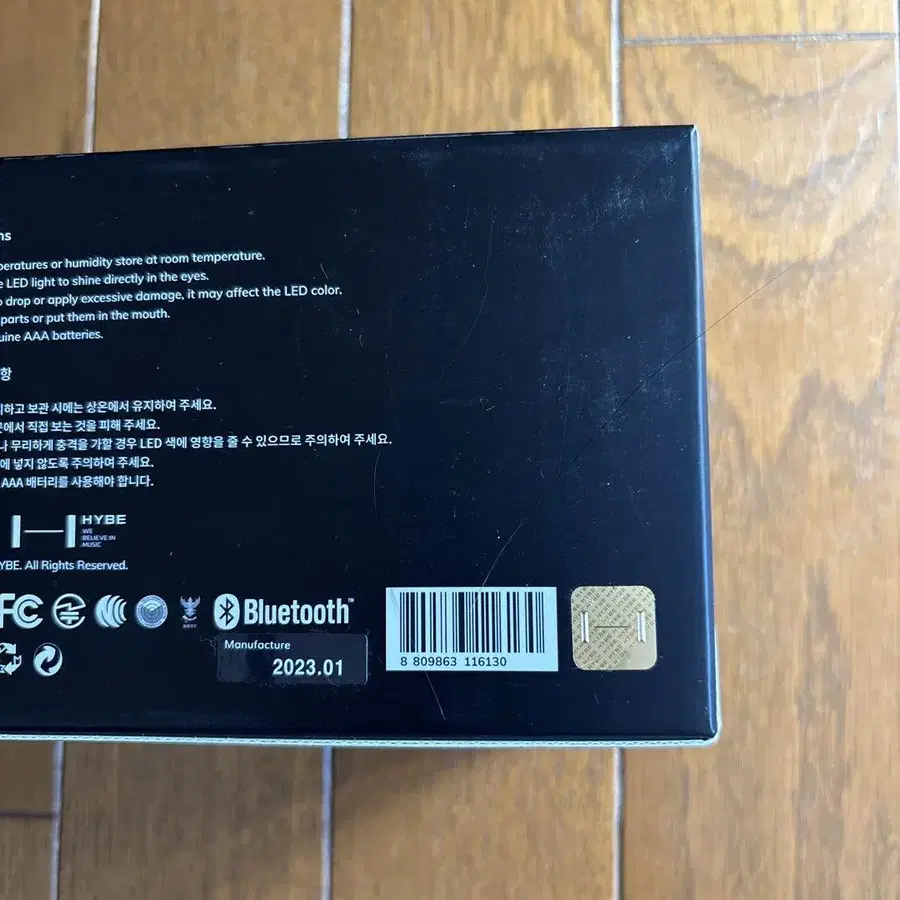 ns
peratures or humidity store at room temperature.
e LED light to shine directly in the eyes.
o drop or apply excessive damage, it may affect the LED color.
parts or put them in the mouth.
uine AAA batteries.
항
하고 보관 시에는 상온에서 유지하여 주세요.
곳에서 직접 보는 것을 피해 주세요.
나 무리하게 충격을 가할 경우 LED 색에 영향을 줄 수 있으므로 주의하여 주세요.
에 넣지 않도록 주의하여 주세요.
AAA 배터리를 사용해야 합니다.
HYBE
WE
BELIEVE IN
MUSIC
YBE. All Rights Reserved.
FC
NBTC
Bluetooth™
Manufacture
2023.01
8 809863 116130